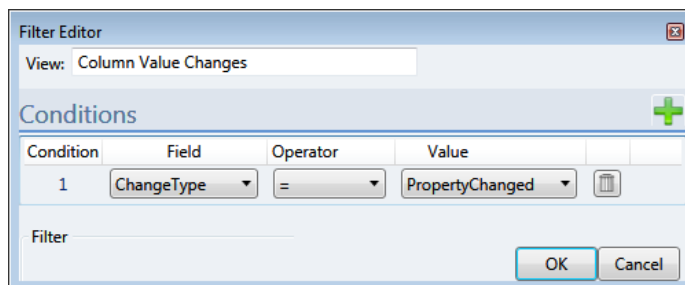 Filter Editor
View: Column Value Changes
Conditions
Condition Field Operator Value
1 ChangeType = PropertyChanged
Filter
OK Cancel